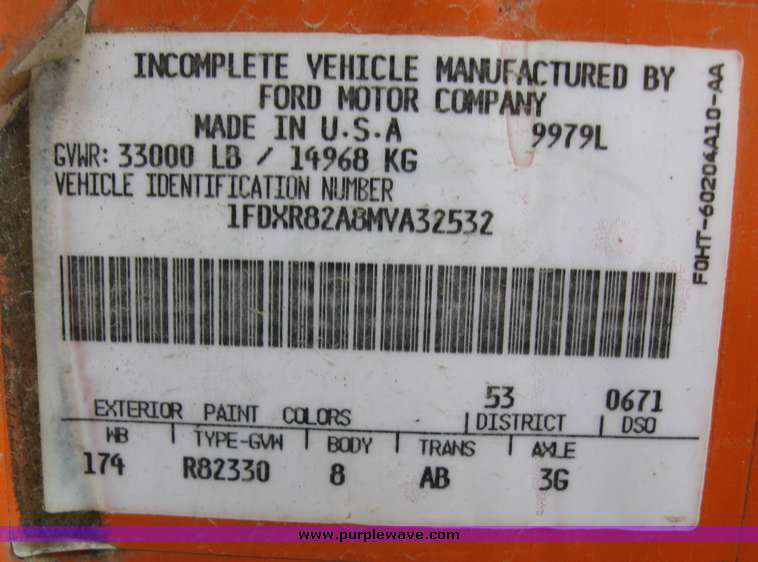 INCOMPLETE VEHICLE MANUFACTURED BY
FORD MOTOR COMPANY
MADE IN U.S.A 9979L
GVWR: 33000 LB / 14968 KG
VEHICLE IDENTIFICATION NUMBER
1FDXR82A8MVA32532
F0HT-60204A10-AA
53 0671
EXTERIOR PAINT COLORS DISTRICT DSO
WB TYPE-GVW BODY TRANS AXLE
174 R82330 8 AB 3G
www.purplewave.com